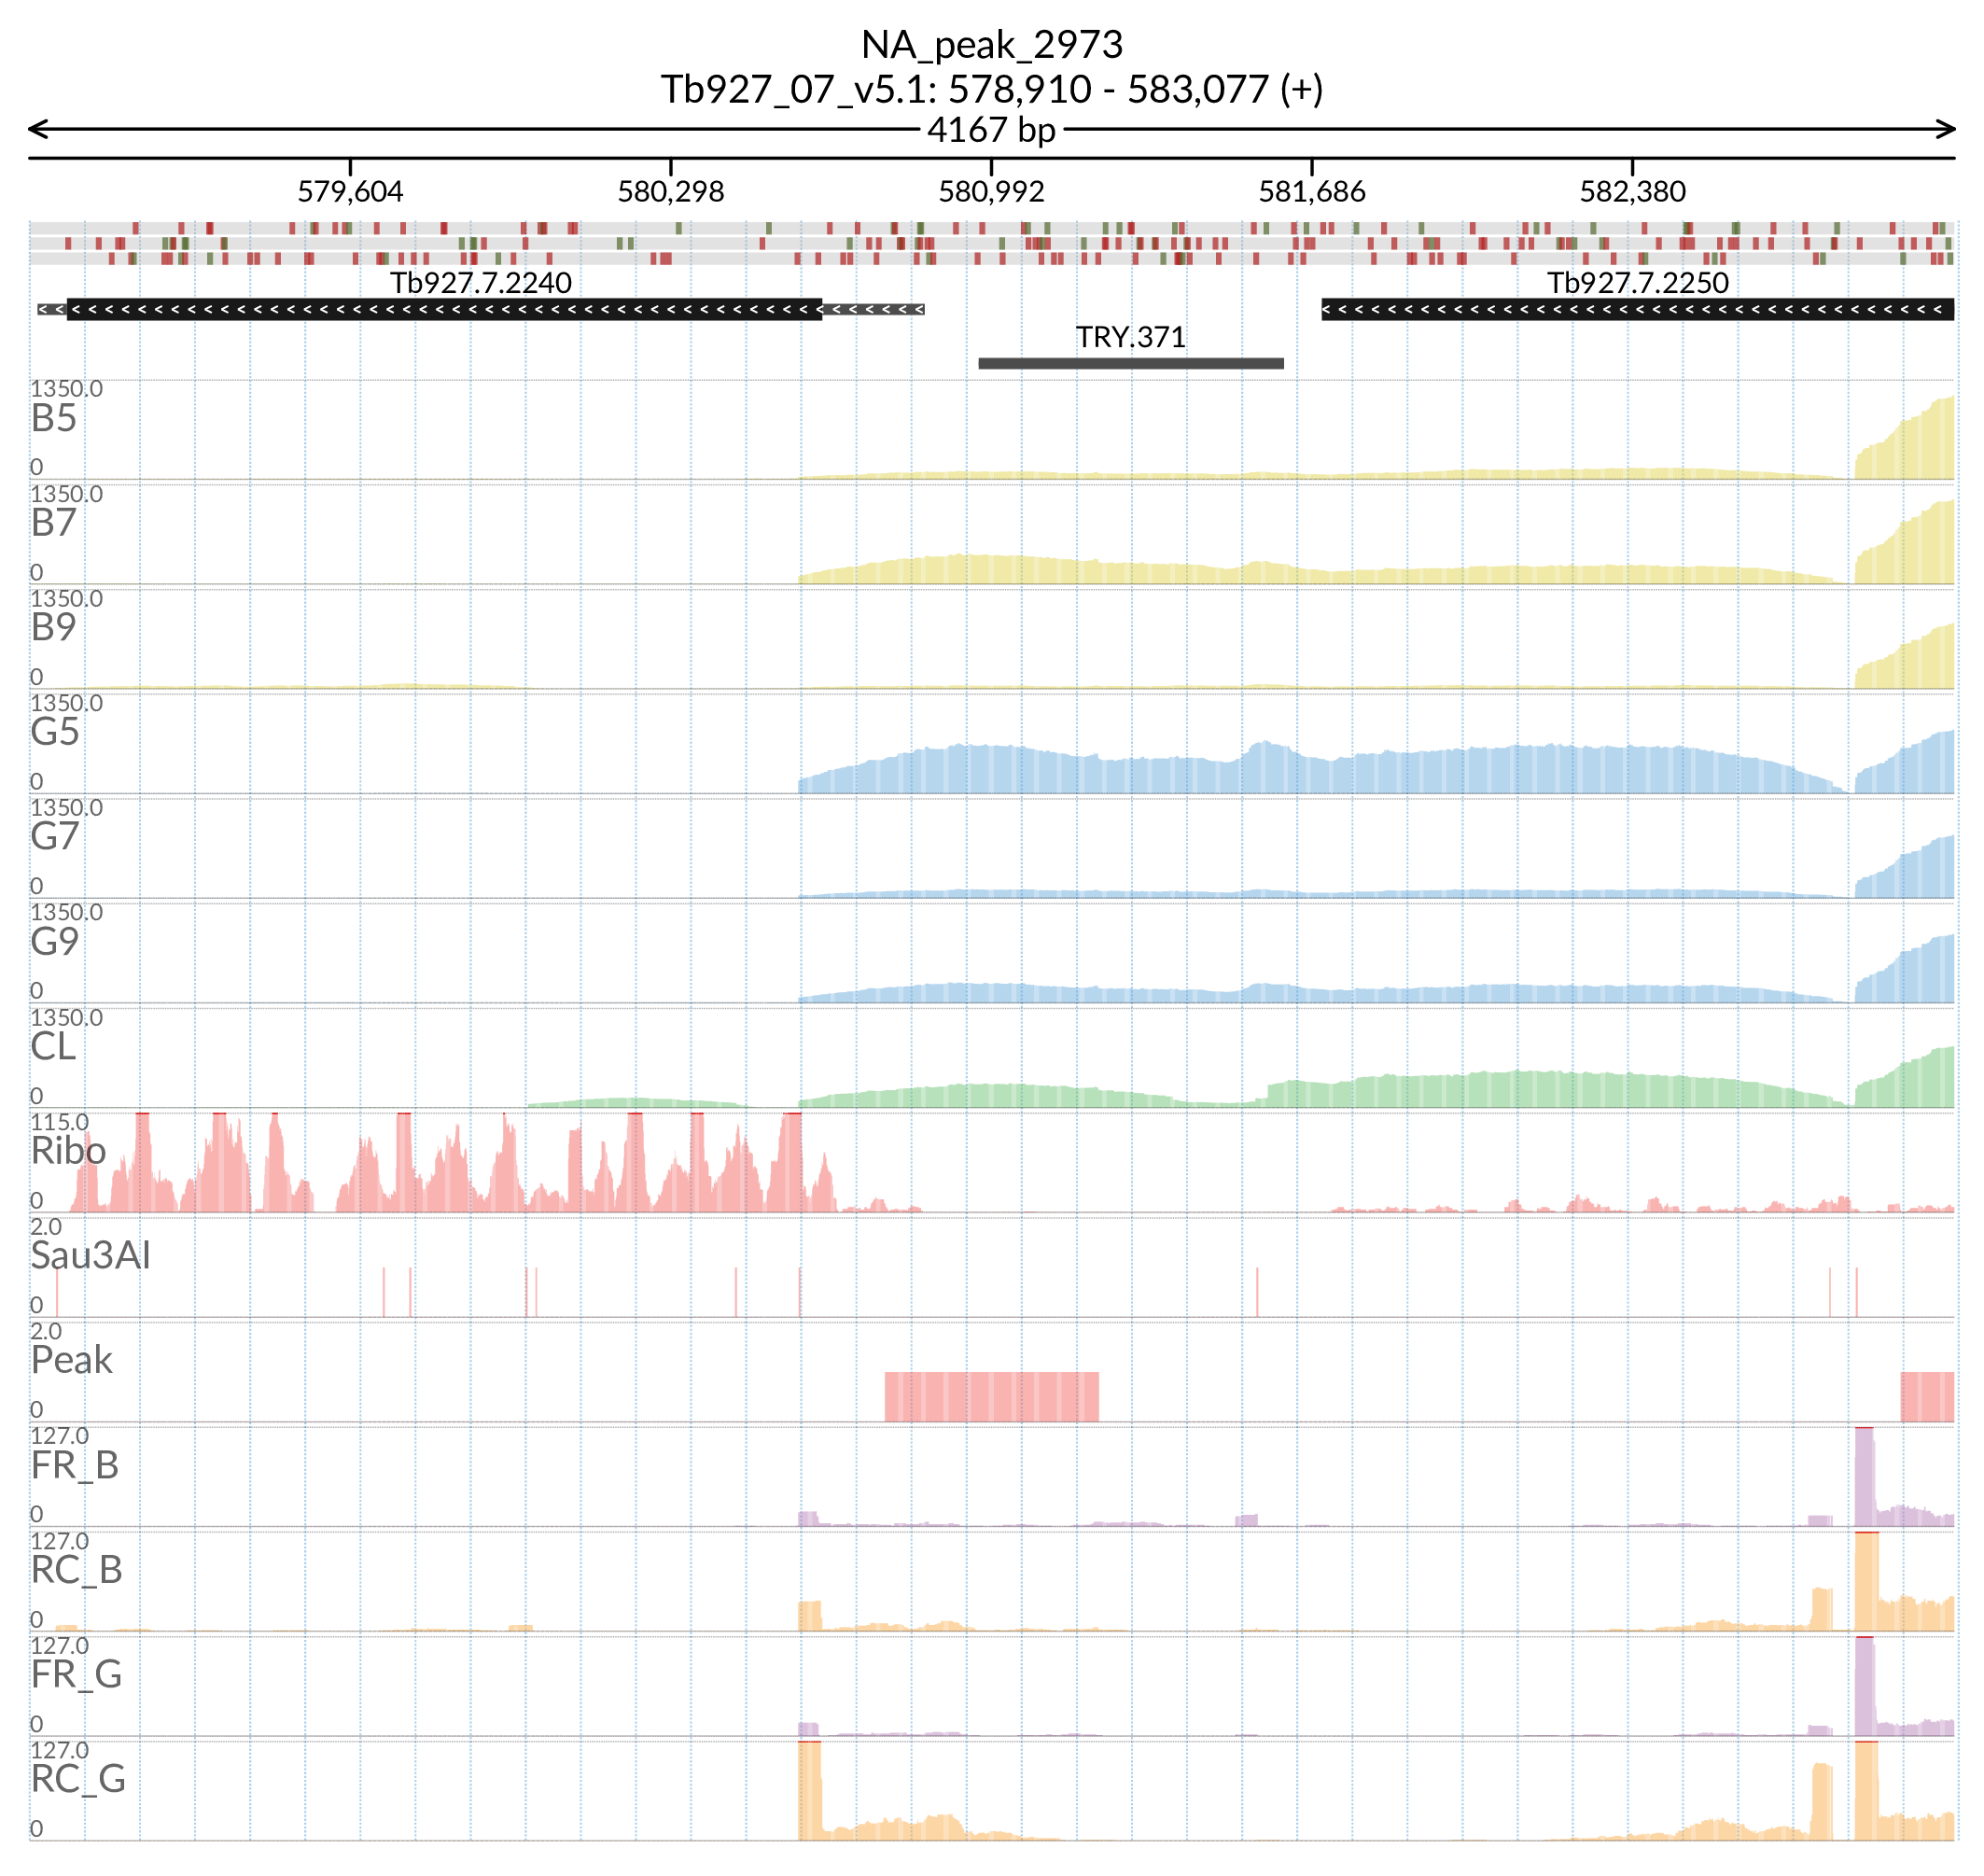 NA_peak_2973
Tb927_07_v5.1: 578,910 - 583,077 (+)
4167 bp
579,604 580,298 580,992 581,686 582,380
Tb927.7.2240 Tb927.7.2250
TRY.371
1350.0
B5
0
1350.0
B7
0
1350.0
B9
0
1350.0
G5
0
1350.0
G7
0
1350.0
G9
0
1350.0
CL
0
115.0
Ribo
0
2.0
Sau3AI
0
2.0
Peak
0
127.0
FR_B
0
127.0
RC_B
0
127.0
FR_G
0
127.0
RC_G
0